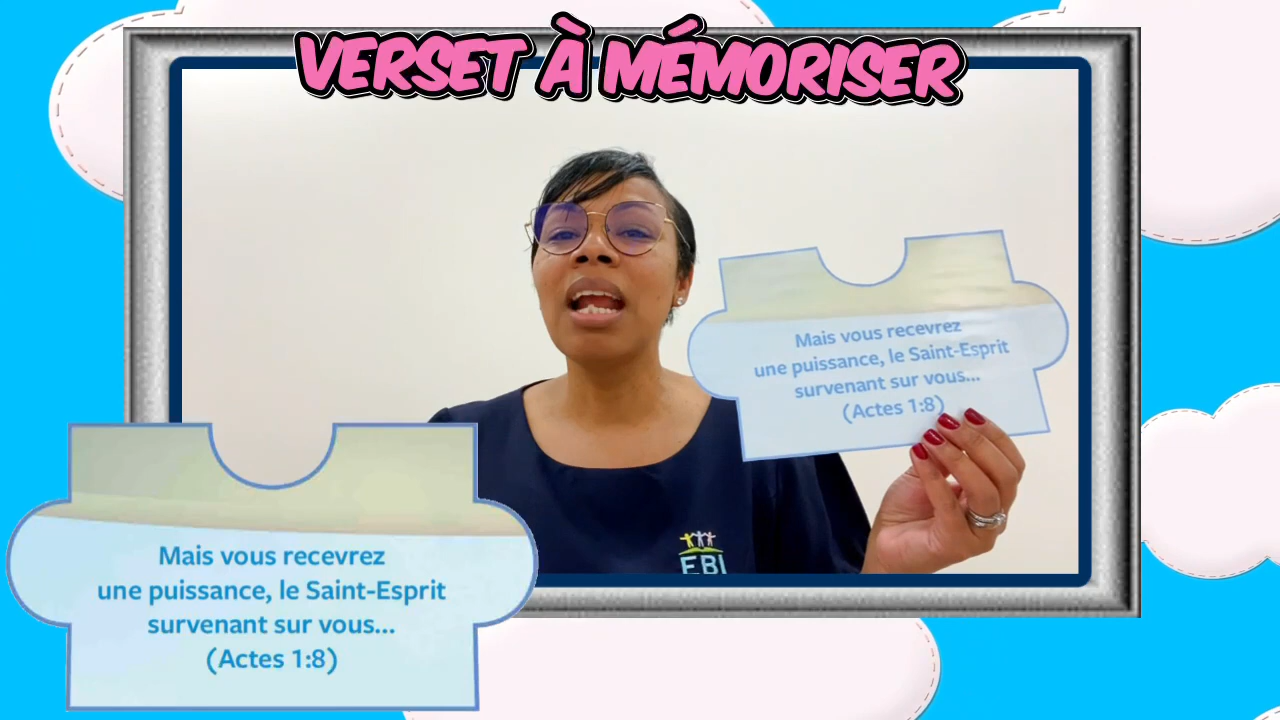 VERSET À MÉMORISER
Mais vous recevrez
une puissance, le Saint-Esprit
survenant sur vous...
(Actes 1:8)
EBI
Mais vous recevrez
une puissance, le Saint-Esprit
survenant sur vous...
(Actes 1:8)